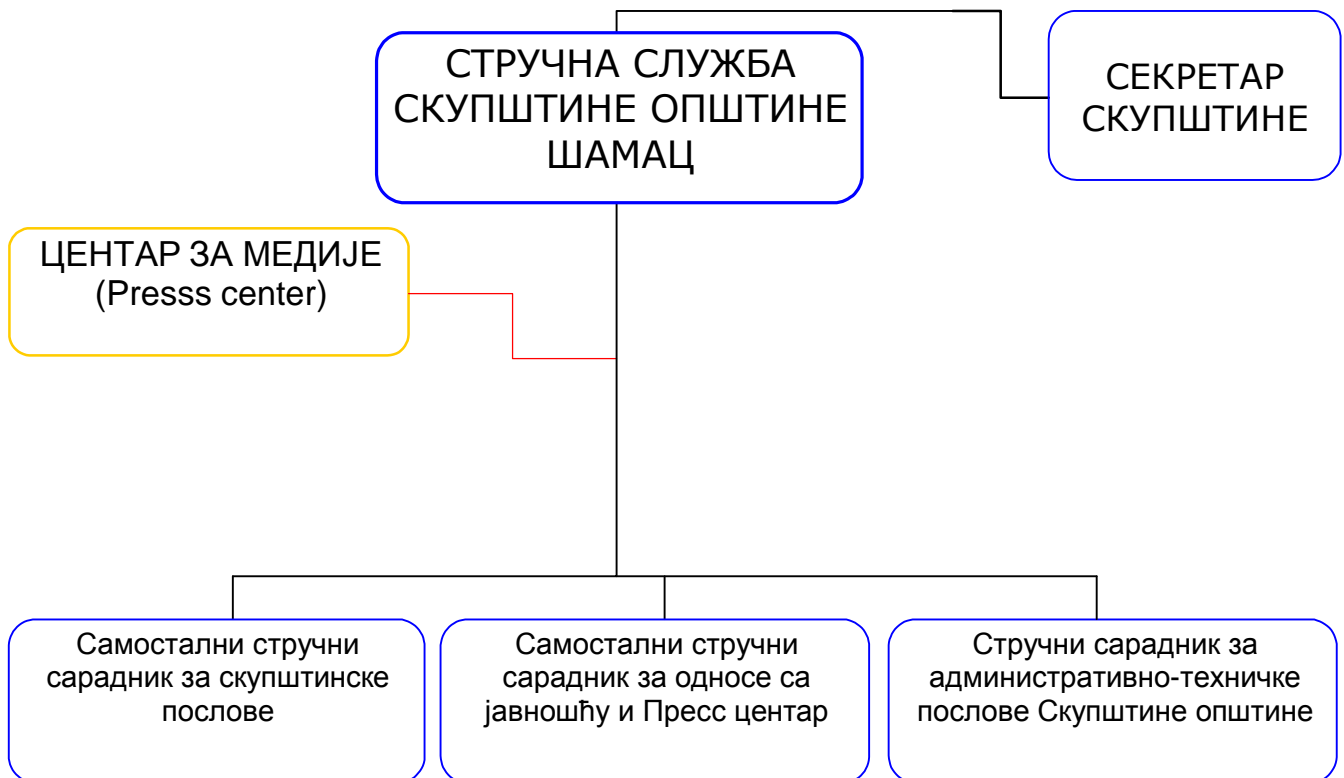 СТРУЧНА СЛУЖБА
СКУПШТИНЕ ОПШТИНЕ
ШАМАЦ
СЕКРЕТАР
СКУПШТИНЕ
ЦЕНТАР ЗА МЕДИЈЕ
(Presss center)
Самостални стручни
сарадник за скупштинске
послове
Самостални стручни
сарадник за односе са
јавношћу и Пресс центар
Стручни сарадник за
административно-техничке
послове Скупштине општине